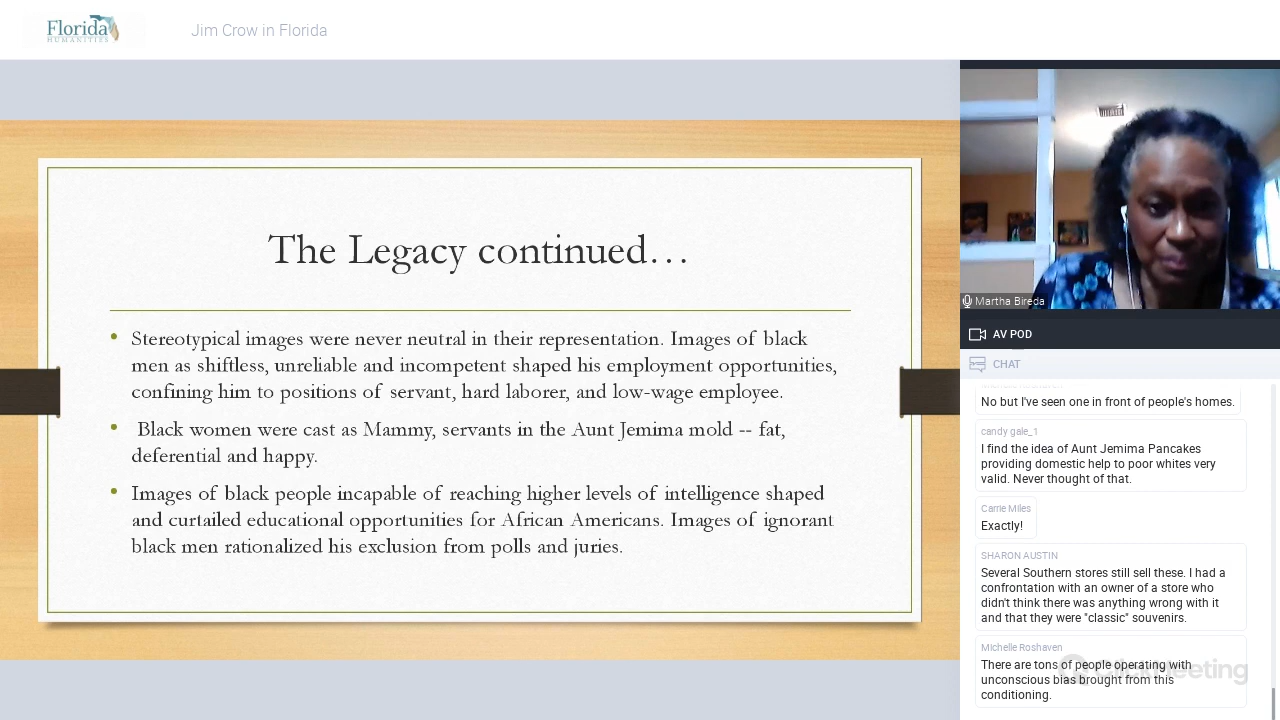 Florida
HUMANITIES
Jim Crow in Florida
The Legacy continued…
• Stereotypical images were never neutral in their representation. Images of black
men as shiftless, unreliable and incompetent shaped his employment opportunities,
confining him to positions of servant, hard laborer, and low-wage employee.
• Black women were cast as Mammy, servants in the Aunt Jemima mold -- fat,
deferential and happy.
• Images of black people incapable of reaching higher levels of intelligence shaped
and curtailed educational opportunities for African Americans. Images of ignorant
black men rationalized his exclusion from polls and juries.
Martha Bireda
AV POD
CHAT
No but I've seen one in front of people's homes.
candy gale_1
I find the idea of Aunt Jemima Pancakes
providing domestic help to poor whites very
valid. Never thought of that.
Carrie Miles
Exactly!
SHARON AUSTIN
Several Southern stores still sell these. I had a
confrontation with an owner of a store who
didn't think there was anything wrong with it
and that they were "classic" souvenirs.
Michelle Roshaven
There are tons of people operating with
unconscious bias brought from this
conditioning.
ClickMeeting